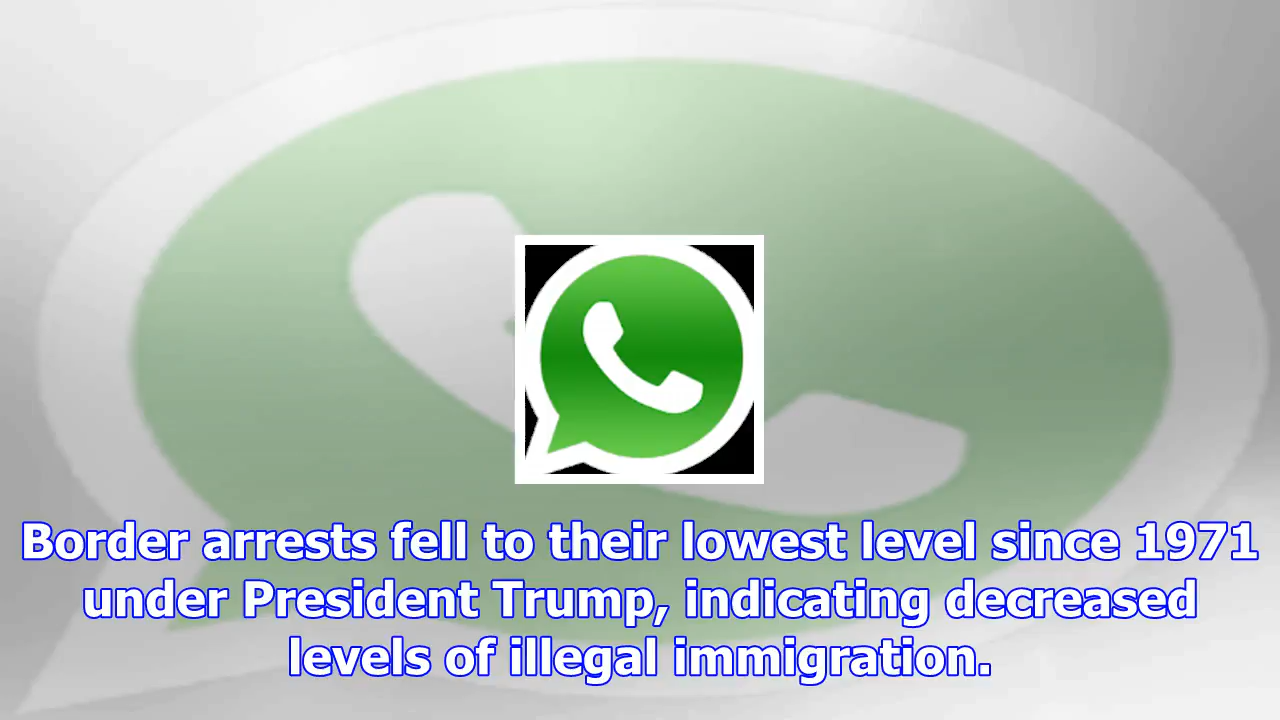 Border arrests fell to their lowest level since 1971
under President Trump, indicating decreased
levels of illegal immigration.